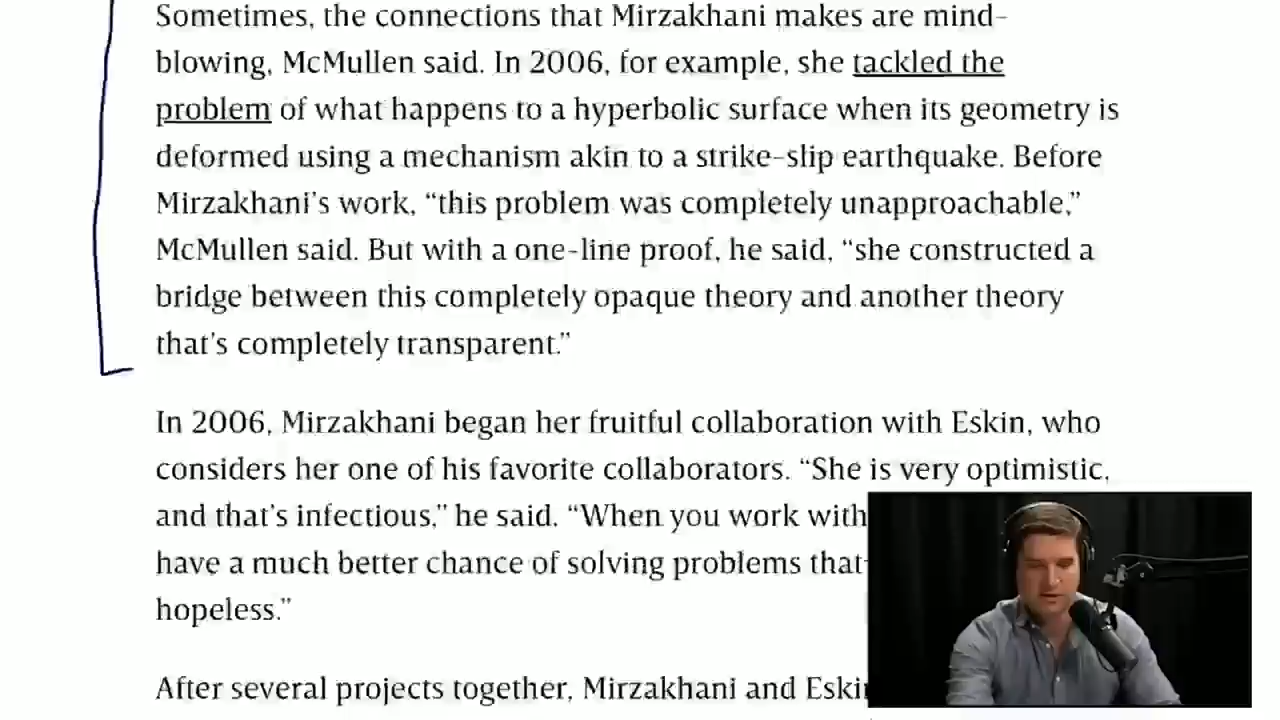 Sometimes, the connections that Mirzakhani makes are mind-
blowing, McMullen said. In 2006, for example, she tackled the
problem of what happens to a hyperbolic surface when its geometry is
deformed using a mechanism akin to a strike-slip earthquake. Before
Mirzakhani’s work, “this problem was completely unapproachable,”
McMullen said. But with a one-line proof, he said, “she constructed a
bridge between this completely opaque theory and another theory
that’s completely transparent.”
In 2006, Mirzakhani began her fruitful collaboration with Eskin, who
considers her one of his favorite collaborators. “She is very optimistic,
and that’s infectious,” he said. “When you work with
have a much better chance of solving problems that
hopeless.”
After several projects together, Mirzakhani and